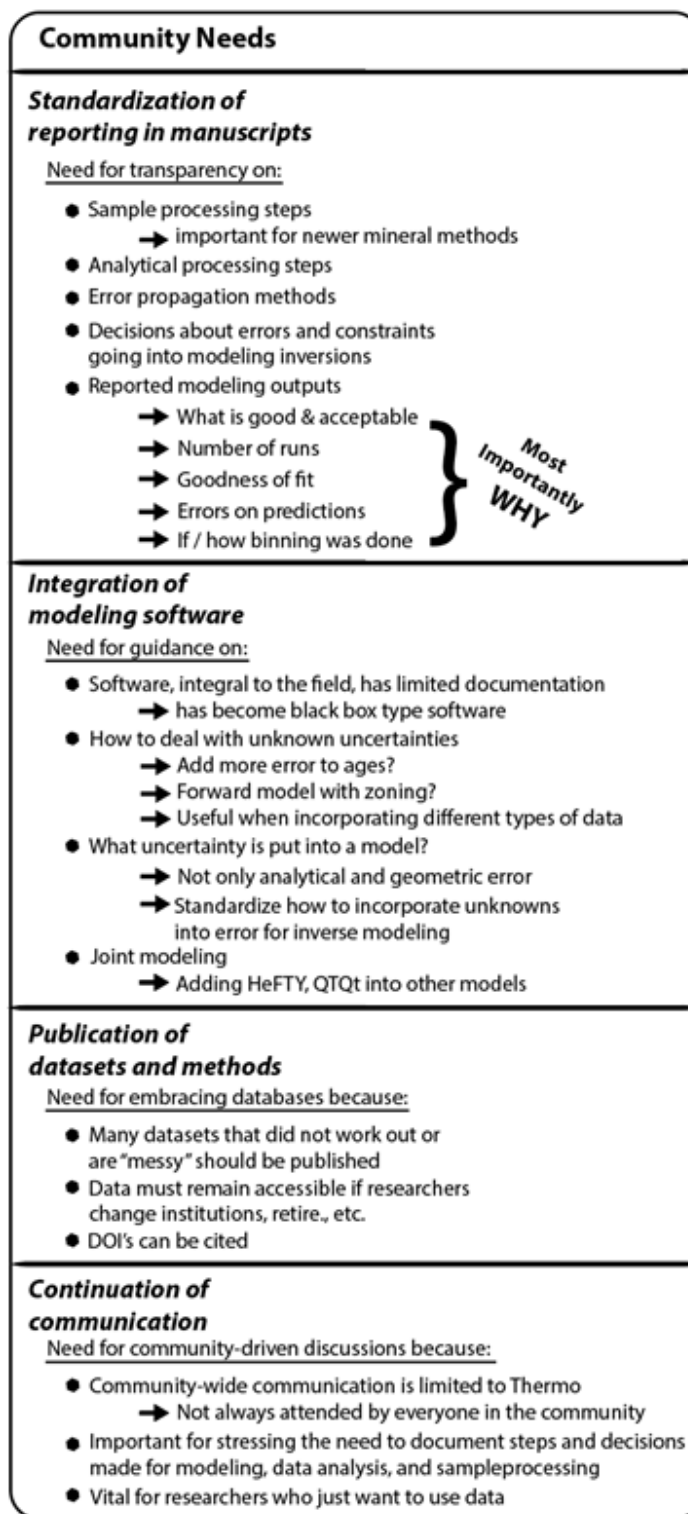 Community Needs
Standardization of
reporting in manuscripts
Need for transparency on:
Sample processing steps
important for newer mineral methods
Analytical processing steps
Error propagation methods
Decisions about errors and constraints
going into modeling inversions
Reported modeling outputs
What is good & acceptable
Number of runs
Goodness of fit
Errors on predictions
If / how binning was done
Most
Importantly
WHY
Integration of
modeling software
Need for guidance on:
Software, integral to the field, has limited documentation
has become black box type software
How to deal with unknown uncertainties
Add more error to ages?
Forward model with zoning?
Useful when incorporating different types of data
What uncertainty is put into a model?
Not only analytical and geometric error
Standardize how to incorporate unknowns
into error for inverse modeling
Joint modeling
Adding HeFTY, QTQt into other models
Publication of
datasets and methods
Need for embracing databases because:
Many datasets that did not work out or
are "messy" should be published
Data must remain accessible if researchers
change institutions, retire., etc.
DOI's can be cited
Continuation of
communication
Need for community-driven discussions because:
Community-wide communication is limited to Thermo
Not always attended by everyone in the community
Important for stressing the need to document steps and decisions
made for modeling, data analysis, and sampleprocessing
Vital for researchers who just want to use data